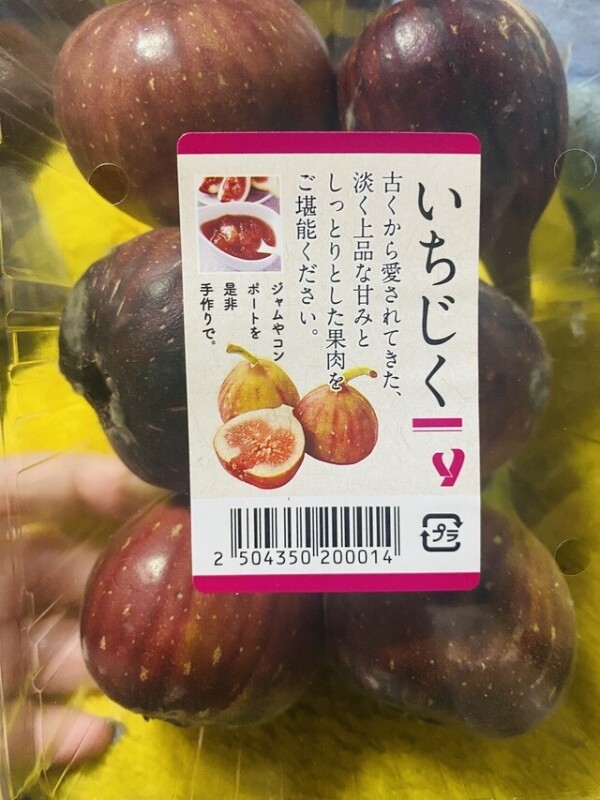 いちじく
古くから愛されてきた、
淡く上品な甘みと
しっとりとした果肉を
ご堪能ください。
ジャムやコン
ポートを
是非
手作りで。
プラ
2 504350 200014